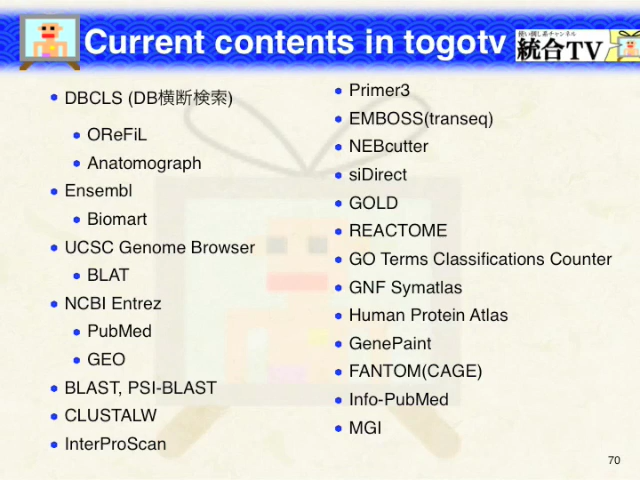 Current contents in togotv
統合TV
DBCLS (DB横断検索)
OReFiL
Anatomograph
Ensembl
Biomart
UCSC Genome Browser
BLAT
NCBI Entrez
PubMed
GEO
BLAST, PSI-BLAST
CLUSTALW
InterProScan
Primer3
EMBOSS(transeq)
NEBcutter
siDirect
GOLD
REACTOME
GO Terms Classifications Counter
GNF Symatlas
Human Protein Atlas
GenePaint
FANTOM(CAGE)
Info-PubMed
MGI
70